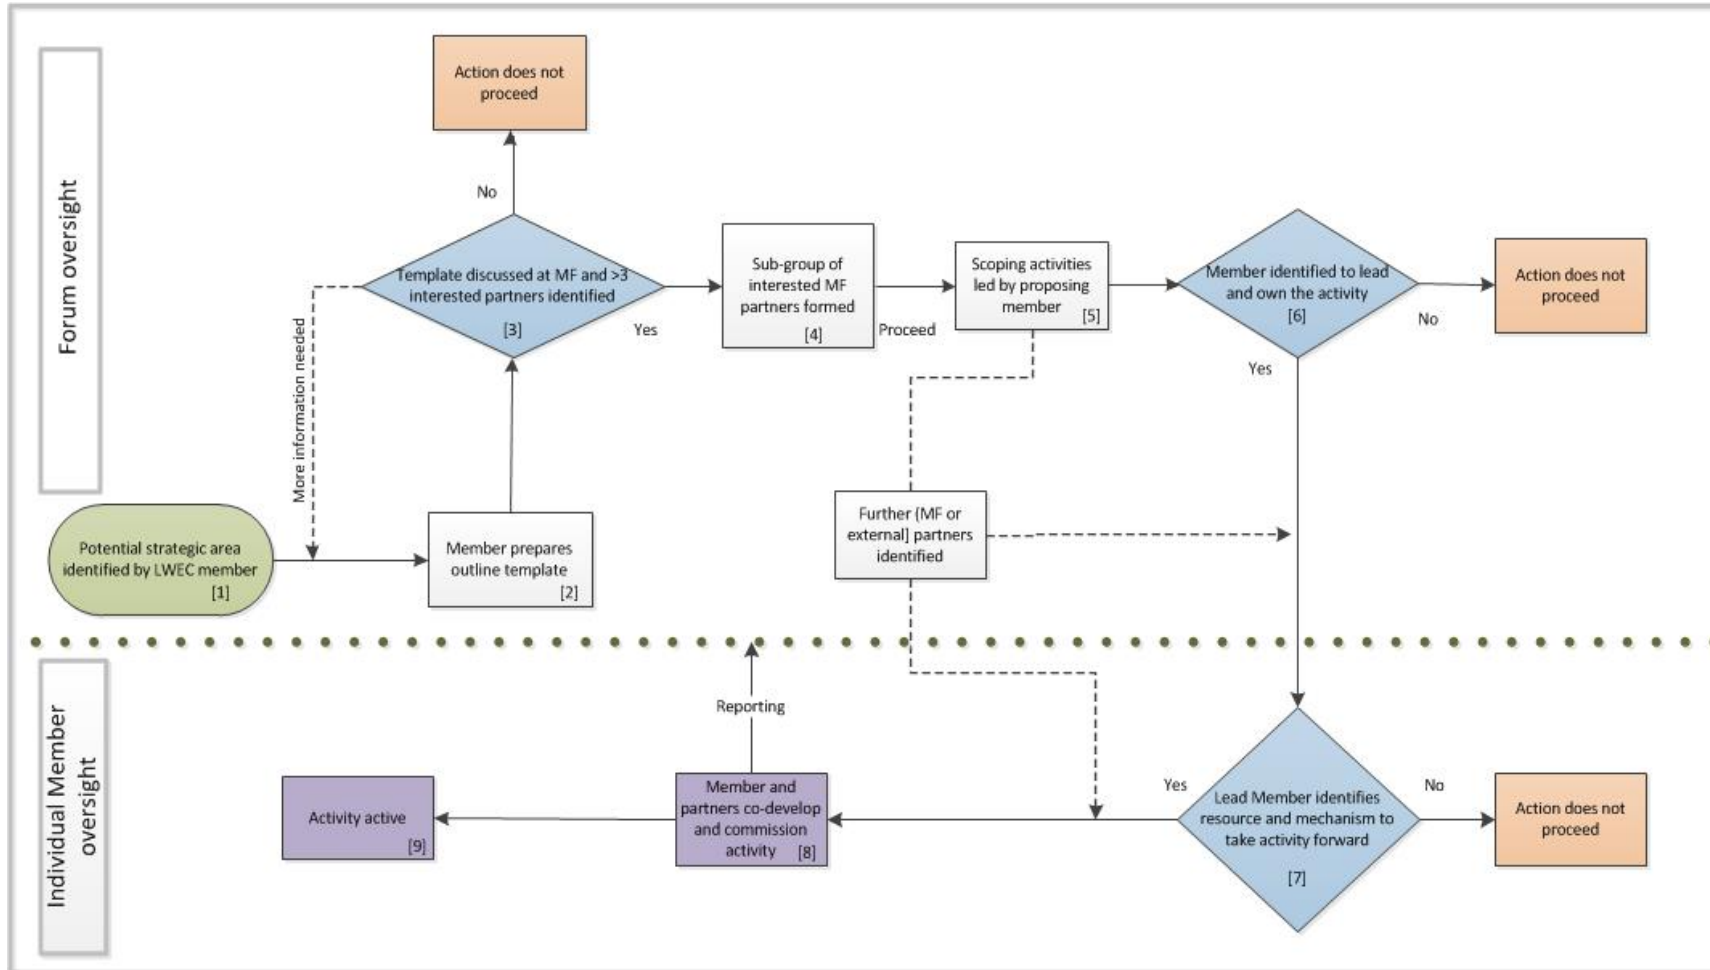 Forum oversight
Action does not
proceed
No
Template discussed at MF and >3
interested partners identified
[3]
Yes
More information needed
Sub-group of
interested MF
partners formed
[4]
Proceed
Scoping activities
led by proposing
member
[5]
Member identified to lead
and own the activity
[6]
No
Yes
Action does not
proceed
Potential strategic area
identified by LWEC member
[1]
Member prepares
outline template
[2]
Further (MF or
external] partners
identified
Individual Member
oversight
Reporting
Activity active
[9]
Member and
partners co-develop
and commission
activity [8]
Yes
Lead Member identifies
resource and mechanism to
take activity forward
[7]
No
Action does not
proceed